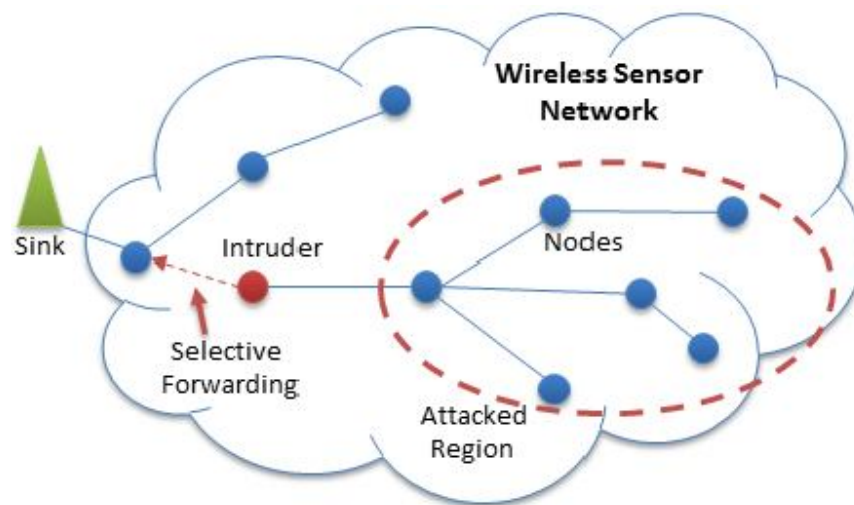 Wireless Sensor
Network
Sink
Intruder
Nodes
Selective
Forwarding
Attacked
Region